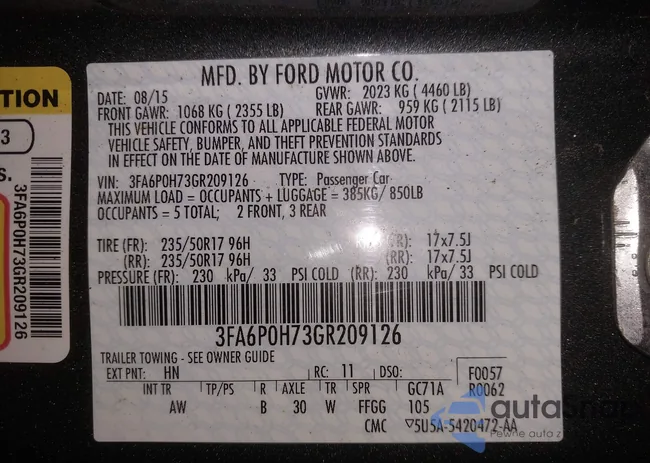 MFD. BY FORD MOTOR CO.
DATE: 08/15 GVWR: 2023 KG ( 4460 LB)
FRONT GAWR: 1068 KG ( 2355 LB) REAR GAWR: 959 KG ( 2115 LB)
THIS VEHICLE CONFORMS TO ALL APPLICABLE FEDERAL MOTOR
VEHICLE SAFETY, BUMPER, AND THEFT PREVENTION STANDARDS
IN EFFECT ON THE DATE OF MANUFACTURE SHOWN ABOVE.
VIN: 3FA6P0H73GR209126 TYPE: Passenger Car
MAXIMUM LOAD = OCCUPANTS + LUGGAGE = 385KG/ 850LB
OCCUPANTS = 5 TOTAL; 2 FRONT, 3 REAR
TIRE (FR): 235/50R17 96H (FR): 17x7.5J
(RR): 235/50R17 96H (RR): 17x7.5J
PRESSURE (FR): 230 kPa/ 33 PSI COLD (RR): 230 kPa/ 33 PSI COLD
3FA6P0H73GR209126
TRAILER TOWING - SEE OWNER GUIDE
EXT PNT: HN RC: 11 DSO: F0057
R0062
INT TR TP/PS R AXLE TR SPR GC71A
AW B 30 W FFGG 105
CMC ▽5U5A-5420472-AA
TION
3
s.
3FA6P0H73GR209126
Pewne auto z